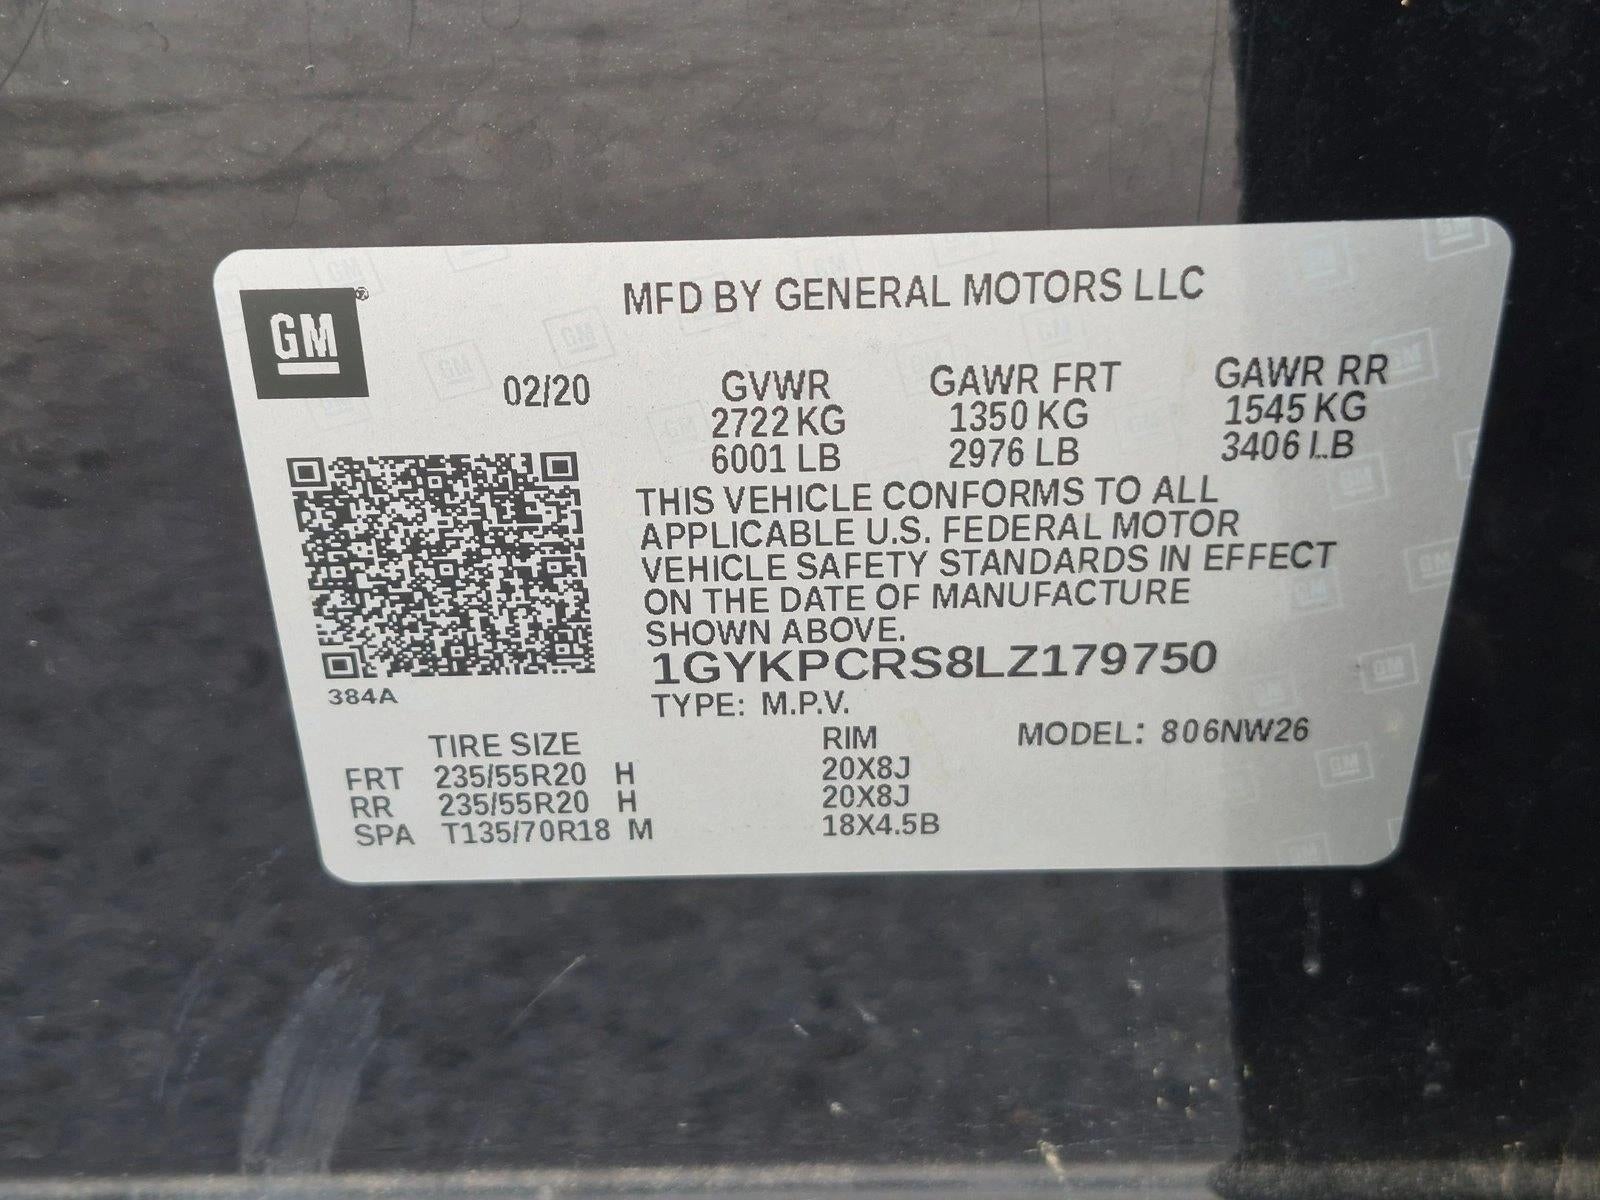 GM
MFD BY GENERAL MOTORS LLC
02/20
GVWR GAWR FRT GAWR RR
2722 KG 1350 KG 1545 KG
6001 LB 2976 LB 3406 LB
THIS VEHICLE CONFORMS TO ALL
APPLICABLE U.S. FEDERAL MOTOR
VEHICLE SAFETY STANDARDS IN EFFECT
ON THE DATE OF MANUFACTURE
SHOWN ABOVE.
1GYKPCRS8LZ179750
384A
TYPE: M.P.V.
TIRE SIZE RIM MODEL: 806NW26
FRT 235/55R20 H 20X8J
RR 235/55R20 H 20X8J
SPA T135/70R18 M 18X4.5B